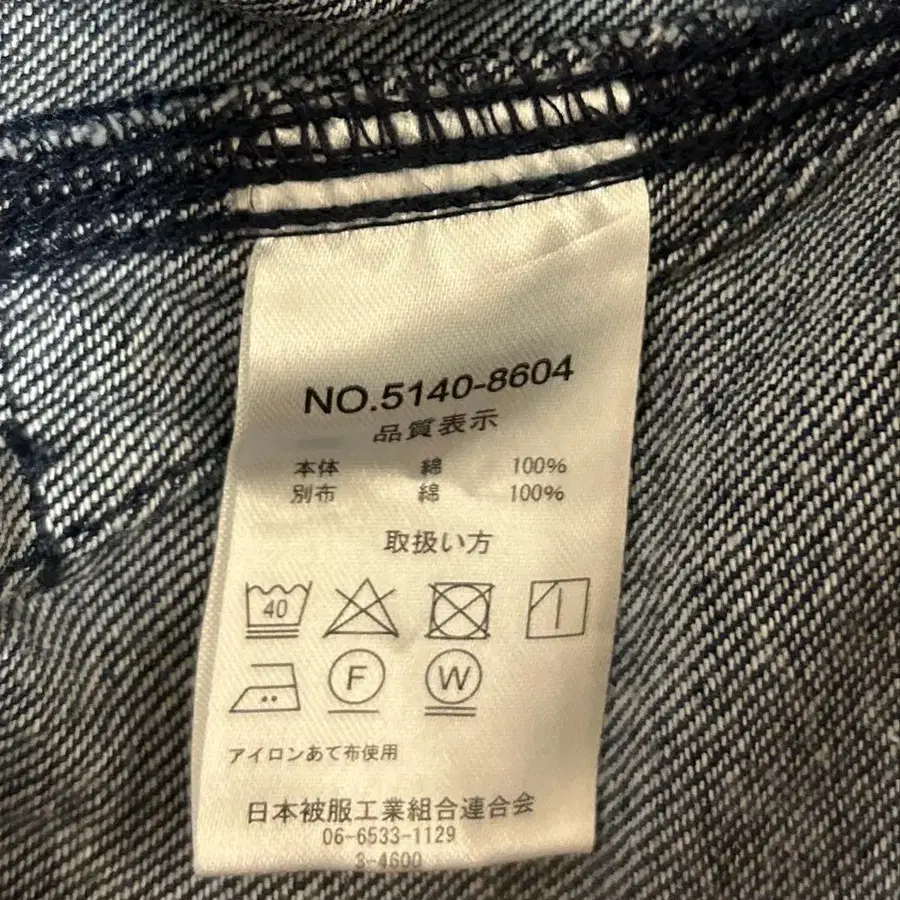 NO.5140-8604
品質表示
本体 綿 100%
別布 綿 100%
取扱い方
40
F W
アイロンあて布使用
日本被服工業組合連合会
06-6533-1129
3-4600